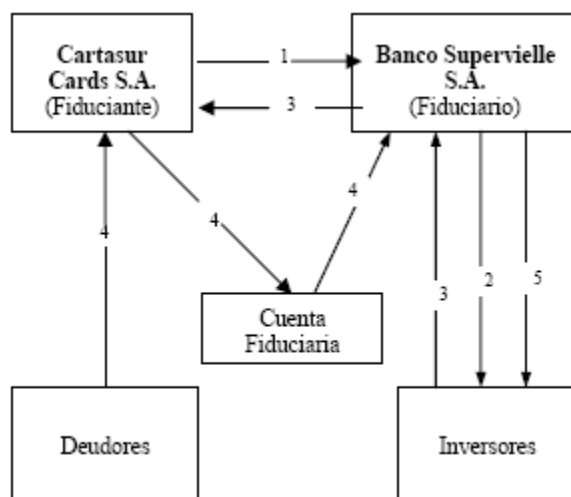 Cartasur
Cards S.A.
(Fiduciante)
1
3
Banco Supervielle
S.A.
(Fiduciario)
4
4
4
Cuenta
Fiduciaria
3
2
5
Deudores
Inversores